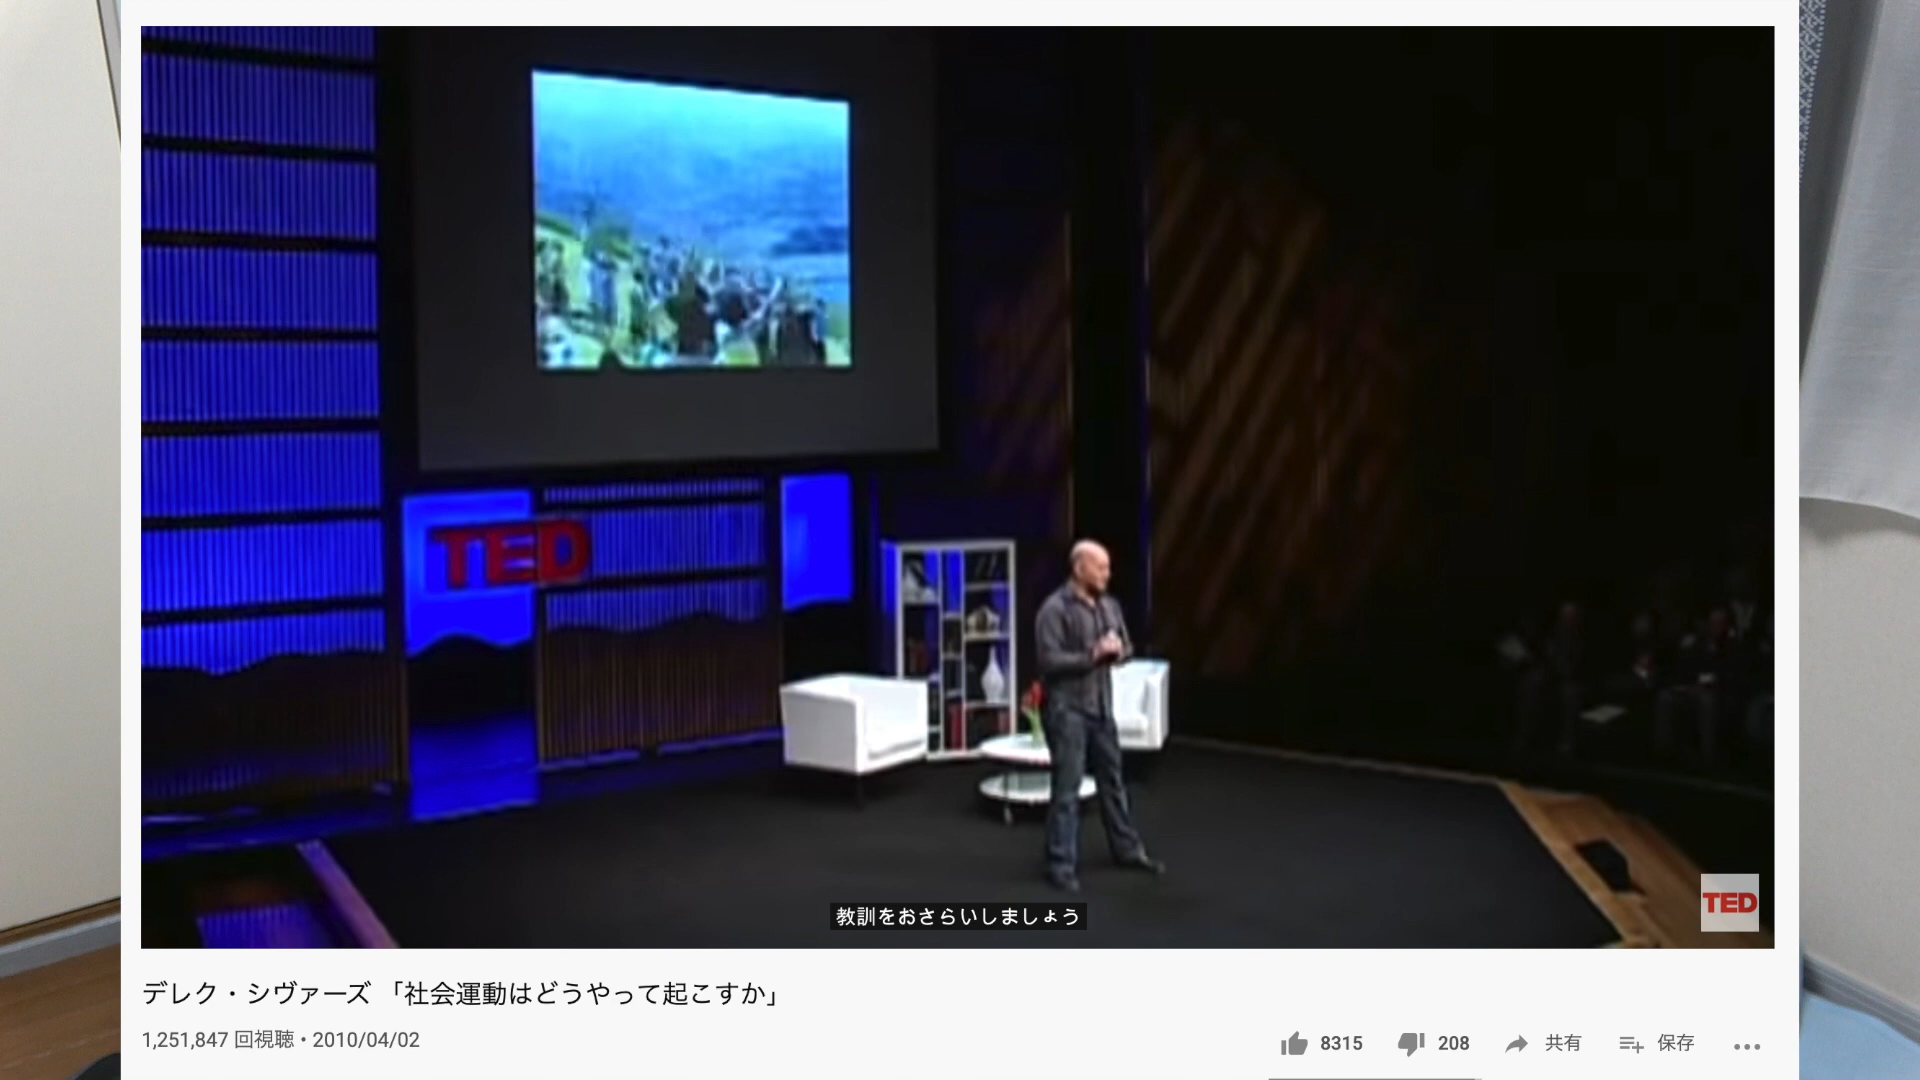 TED
教訓をおさらいしましょう
TED
デレク・シヴァーズ 「社会運動はどうやって起こすか」
1,251,847 回視聴・2010/04/02
8315
208
共有
保存